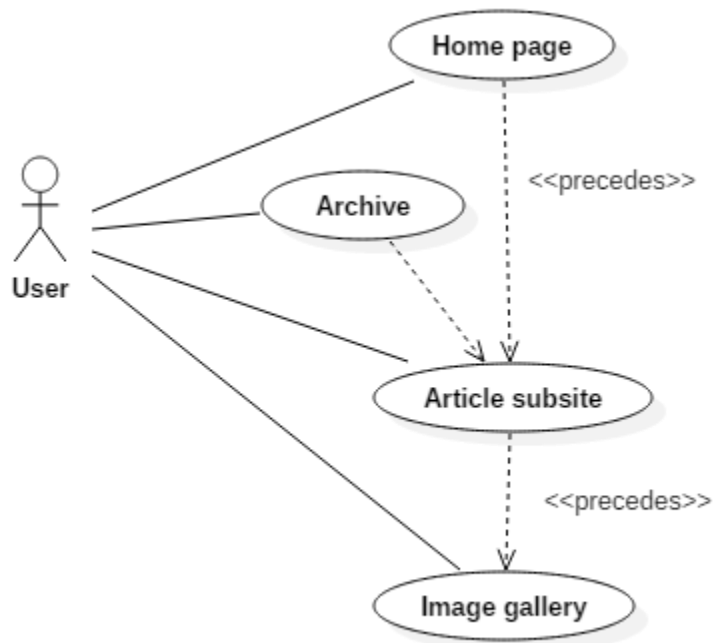 Home page
<<precedes>>
Archive
User
Article subsite
<<precedes>>
Image gallery